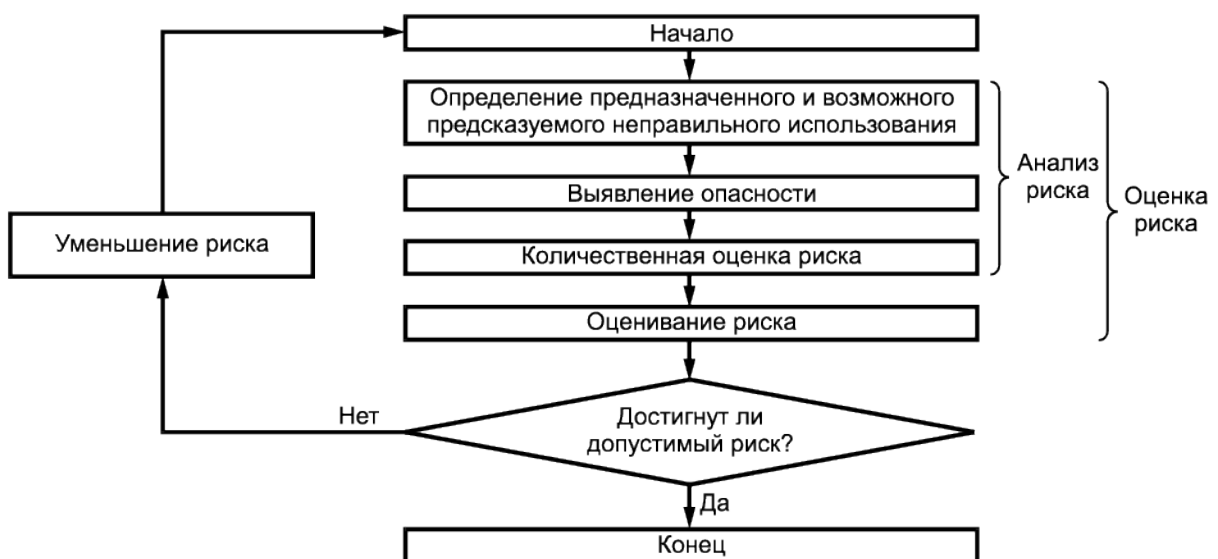 Начало
Определение предназначенного и возможного
предсказуемого неправильного использования
Выявление опасности
Количественная оценка риска
Оценивание риска
Анализ
риска
Оценка
риска
Уменьшение риска
Достигнут ли
допустимый риск?
Нет
Да
Конец